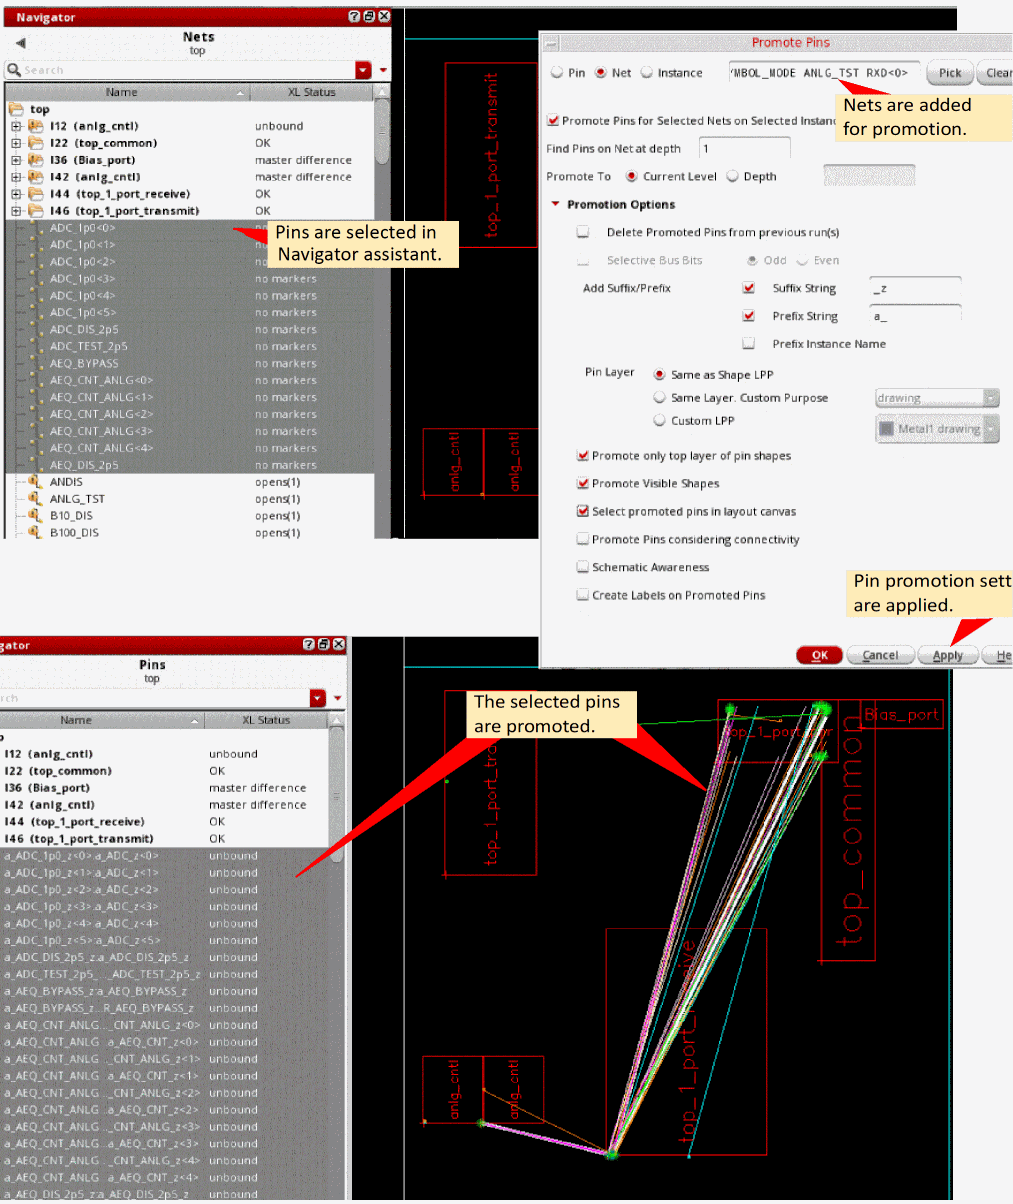 Navigator
Nets
top
Search
Name XL Status
top
I12 (anlg_cntl) unbound
I22 (top_common) OK
I36 (Bias_port) master difference
I42 (anlg_cntl) master difference
I44 (top_1_port_receive) OK
I46 (top_1_port_transmit) OK
ADC_1p0<0>
ADC_1p0<1>
ADC_1p0<2>
ADC_1p0<3> no markers
ADC_1p0<4> no markers
ADC_1p0<5> no markers
ADC_DIS_2p5 no markers
ADC_TEST_2p5 no markers
AEQ_BYPASS no markers
AEQ_CNT_ANLG<0> no markers
AEQ_CNT_ANLG<1> no markers
AEQ_CNT_ANLG<2> no markers
AEQ_CNT_ANLG<3> no markers
AEQ_CNT_ANLG<4> no markers
AEQ_DIS_2p5 no markers
ANDIS opens(1)
ANLG_TST opens(1)
B10_DIS opens(1)
B100_DIS opens(1)
Pins are selected in
Navigator assistant.
top_1_port_transmit
anlg_cntl
anlg_cntl
Promote Pins
Pin Net Instance MBOL_MODE ANLG_TST RXD<0> Pick Clear
Nets are added
for promotion.
Promote Pins for Selected Nets on Selected Instanc
Find Pins on Net at depth 1
Promote To Current Level Depth
Promotion Options
Delete Promoted Pins from previous run(s)
Selective Bus Bits Odd Even
Add Suffix/Prefix Suffix String _z
Prefix String a_
Prefix Instance Name
Pin Layer Same as Shape LPP
Same Layer. Custom Purpose drawing
Custom LPP Metal1 drawing
Promote only top layer of pin shapes
Promote Visible Shapes
Select promoted pins in layout canvas
Promote Pins considering connectivity
Schematic Awareness
Create Labels on Promoted Pins
Pin promotion sett
are applied.
OK Cancel Apply He
gator
Pins
top
rch
Name XL Status
I12 (anlg_cntl) unbound
I22 (top_common) OK
I36 (Bias_port) master difference
I42 (anlg_cntl) master difference
I44 (top_1_port_receive) OK
I46 (top_1_port_transmit) OK
a_ADC_1p0_z<0>:a_ADC_z<0> unbound
a_ADC_1p0_z<1>:a_ADC_z<1> unbound
a_ADC_1p0_z<2>:a_ADC_z<2> unbound
a_ADC_1p0_z<3>:a_ADC_z<3> unbound
a_ADC_1p0_z<4>:a_ADC_z<4> unbound
a_ADC_1p0_z<5>:a_ADC_z<5> unbound
a_ADC_DIS_2p5_z:a_ADC_DIS_2p5_z unbound
a_ADC_TEST_2p5_..._ADC_TEST_2p5_z unbound
a_AEQ_BYPASS_z:a_AEQ_BYPASS_z unbound
a_AEQ_BYPASS_z...R_AEQ_BYPASS_z unbound
a_AEQ_CNT_ANLG..._CNT_ANLG_z<0> unbound
a_AEQ_CNT_ANLG...a_AEQ_CNT_z<0> unbound
a_AEQ_CNT_ANLG..._CNT_ANLG_z<1> unbound
a_AEQ_CNT_ANLG...a_AEQ_CNT_z<1> unbound
a_AEQ_CNT_ANLG..._CNT_ANLG_z<2> unbound
a_AEQ_CNT_ANLG...a_AEQ_CNT_z<2> unbound
a_AEQ_CNT_ANLG..._CNT_ANLG_z<3> unbound
a_AEQ_CNT_ANLG...a_AEQ_CNT_z<3> unbound
a_AEQ_CNT_ANLG..._CNT_ANLG_z<4> unbound
a_AEQ_CNT_ANLG...a_AEQ_CNT_z<4> unbound
a_AEQ_DIS_2p5_z:a_AEQ_DIS_2p5_z unbound
The selected pins
are promoted.
top_1_port_tra
Bias_port
top_common
anlg_cntl
anlg_cntl